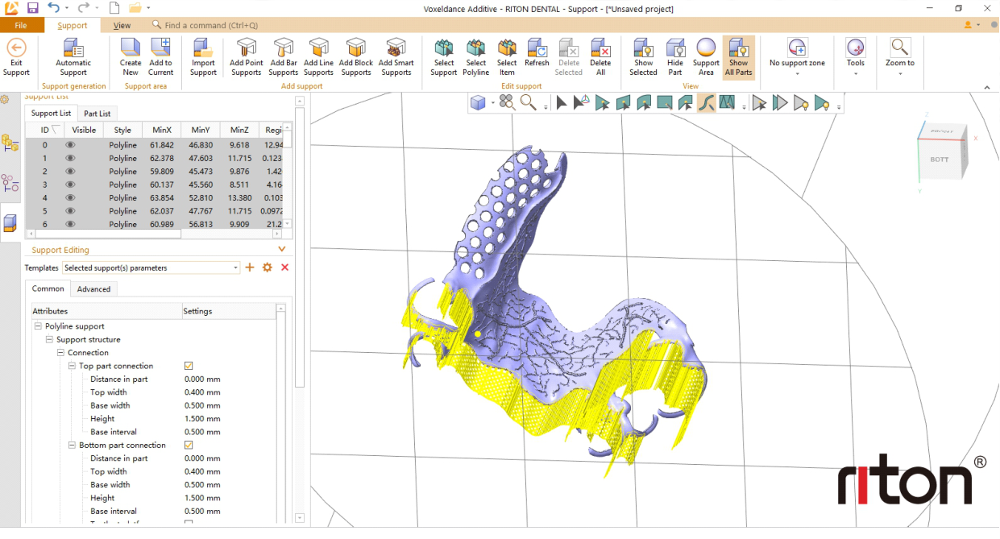 Voxeldance Additive - RITON DENTAL - Support - [*Unsaved project]
File Support View Find a command (Ctrl+Q)
Exit Support
Automatic Support
Create New
Add to Current
Import Support
Add Point Supports
Add Bar Supports
Add Line Supports
Add Block Supports
Add Smart Supports
Select Support
Select Polyline
Select Item
Refresh
Delete Selected
Delete All
Show Selected
Hide Part
Support Area
Show All Parts
No support zone
Tools
Zoom to
Support generation Support area Add support Edit support View
Support List
Support List Part List
ID Visible Style MinX MinY MinZ Regi
0 Polyline 61.842 46.830 9.618 12.94
1 Polyline 62.378 47.603 11.715 0.123
2 Polyline 59.809 45.473 9.876 1.42
3 Polyline 60.137 45.560 8.511 4.16
4 Polyline 63.854 52.810 13.380 0.103
5 Polyline 62.037 47.767 11.715 0.0972
6 Polyline 60.989 56.813 9.909 21.2
Support Editing
Templates Selected support(s) parameters
Common Advanced
Attributes Settings
Polyline support
Support structure
Connection
Top part connection
Distance in part 0.000 mm
Top width 0.400 mm
Base width 0.500 mm
Height 1.500 mm
Base interval 0.500 mm
Bottom part connection
Distance in part 0.000 mm
Top width 0.400 mm
Base width 0.500 mm
Height 1.500 mm
Base interval 0.500 mm
Z
FRONT
X
BOTT
Y
riton®